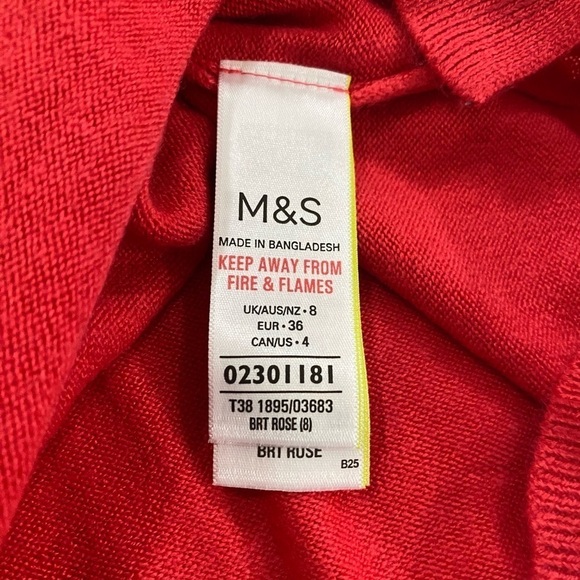 M&S
MADE IN BANGLADESH
KEEP AWAY FROM
FIRE & FLAMES
UK/AUS/NZ • 8
EUR • 36
CAN/US • 4
02301181
T38 1895/03683
BRT ROSE (8)
BRT ROSE
B25